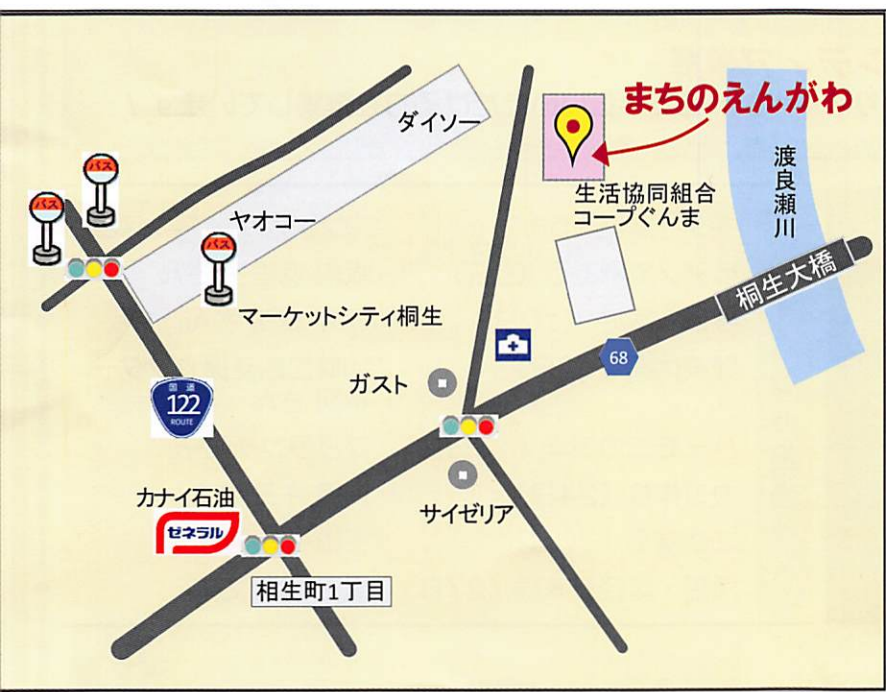 まちのえんがわ
ダイソー
渡良瀬川
バス
バス
生活協同組合
コープぐんま
ヤオコー
バス
桐生大橋
マーケットシティ桐生
68
ガスト
国道
122
ROUTE
カナイ石油
サイゼリア
ゼネラル
相生町1丁目